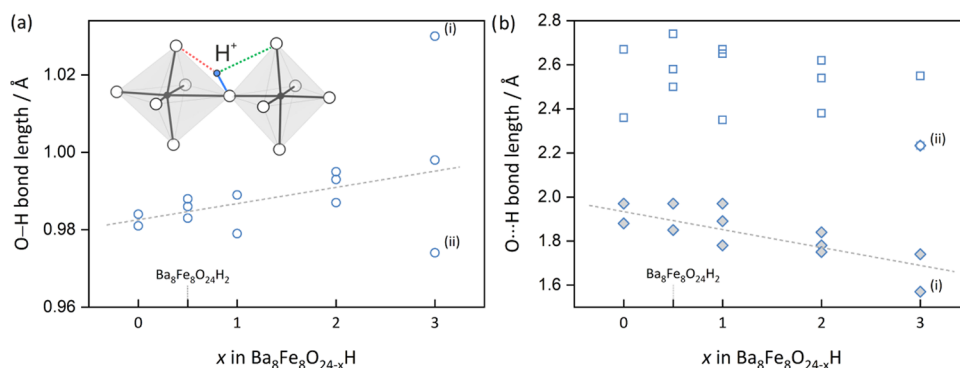 (a)
O–H bond length / Å
1.02
1.00
0.98
0.96
H⁺
(i)
(ii)
Ba₈Fe₈O₂₄H₂
0
1
2
3
x in Ba₈Fe₈O₂₄₋ₓH
(b)
O···H bond length / Å
2.8
2.6
2.4
2.2
2.0
1.8
1.6
(ii)
(i)
Ba₈Fe₈O₂₄H₂
0
1
2
3
x in Ba₈Fe₈O₂₄₋ₓH